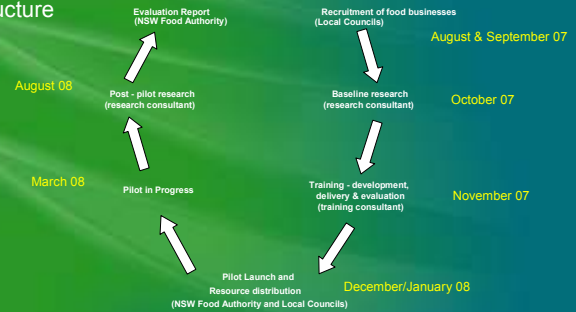 Evaluation Report
(NSW Food Authority)
Recruitment of food businesses
(Local Councils)
August & September 07
August 08
Post - pilot research
(research consultant)
Baseline research
(research consultant)
October 07
March 08
Pilot in Progress
Training - development,
delivery & evaluation
(training consultant)
November 07
Pilot Launch and
Resource distribution
(NSW Food Authority and Local Councils)
December/January 08